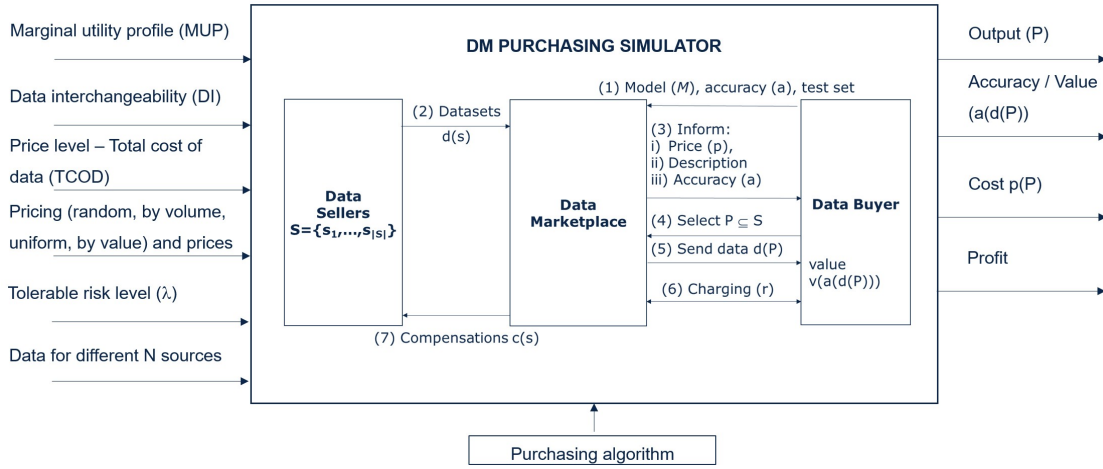 Marginal utility profile (MUP)
Data interchangeability (DI)
Price level – Total cost of
data (TCOD)
Pricing (random, by volume,
uniform, by value) and prices
Tolerable risk level (λ)
Data for different N sources
DM PURCHASING SIMULATOR
(1) Model (M), accuracy (a), test set
(2) Datasets
d(s)
(3) Inform:
i) Price (p),
ii) Description
iii) Accuracy (a)
Data
Sellers
S={s1,...,s|s|}
Data
Marketplace
Data Buyer
(4) Select P ⊆ S
(5) Send data d(P)
value
v(a(d(P)))
(6) Charging (r)
(7) Compensations c(s)
Output (P)
Accuracy / Value
(a(d(P))
Cost p(P)
Profit
Purchasing algorithm